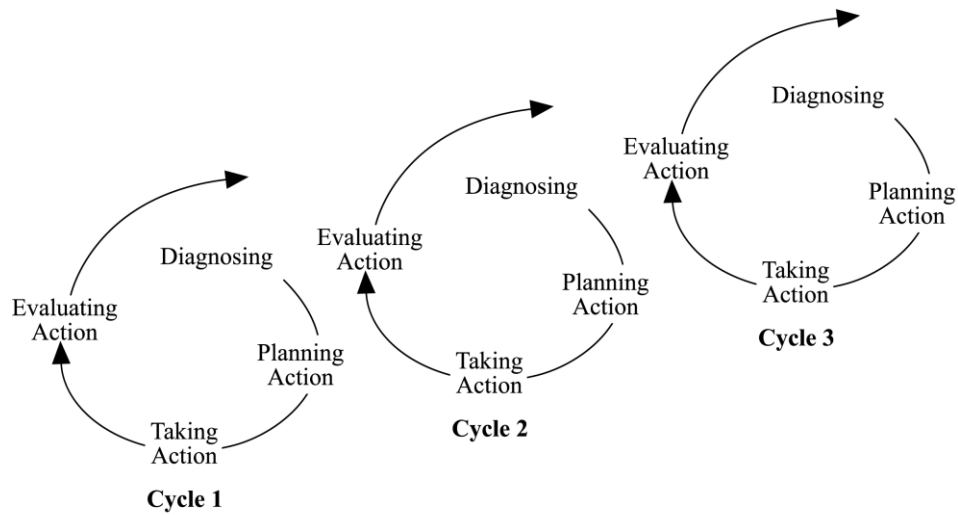 Diagnosing
Planning
Action
Taking
Action
Evaluating
Action
Cycle 1
Diagnosing
Planning
Action
Taking
Action
Evaluating
Action
Cycle 2
Diagnosing
Planning
Action
Taking
Action
Evaluating
Action
Cycle 3